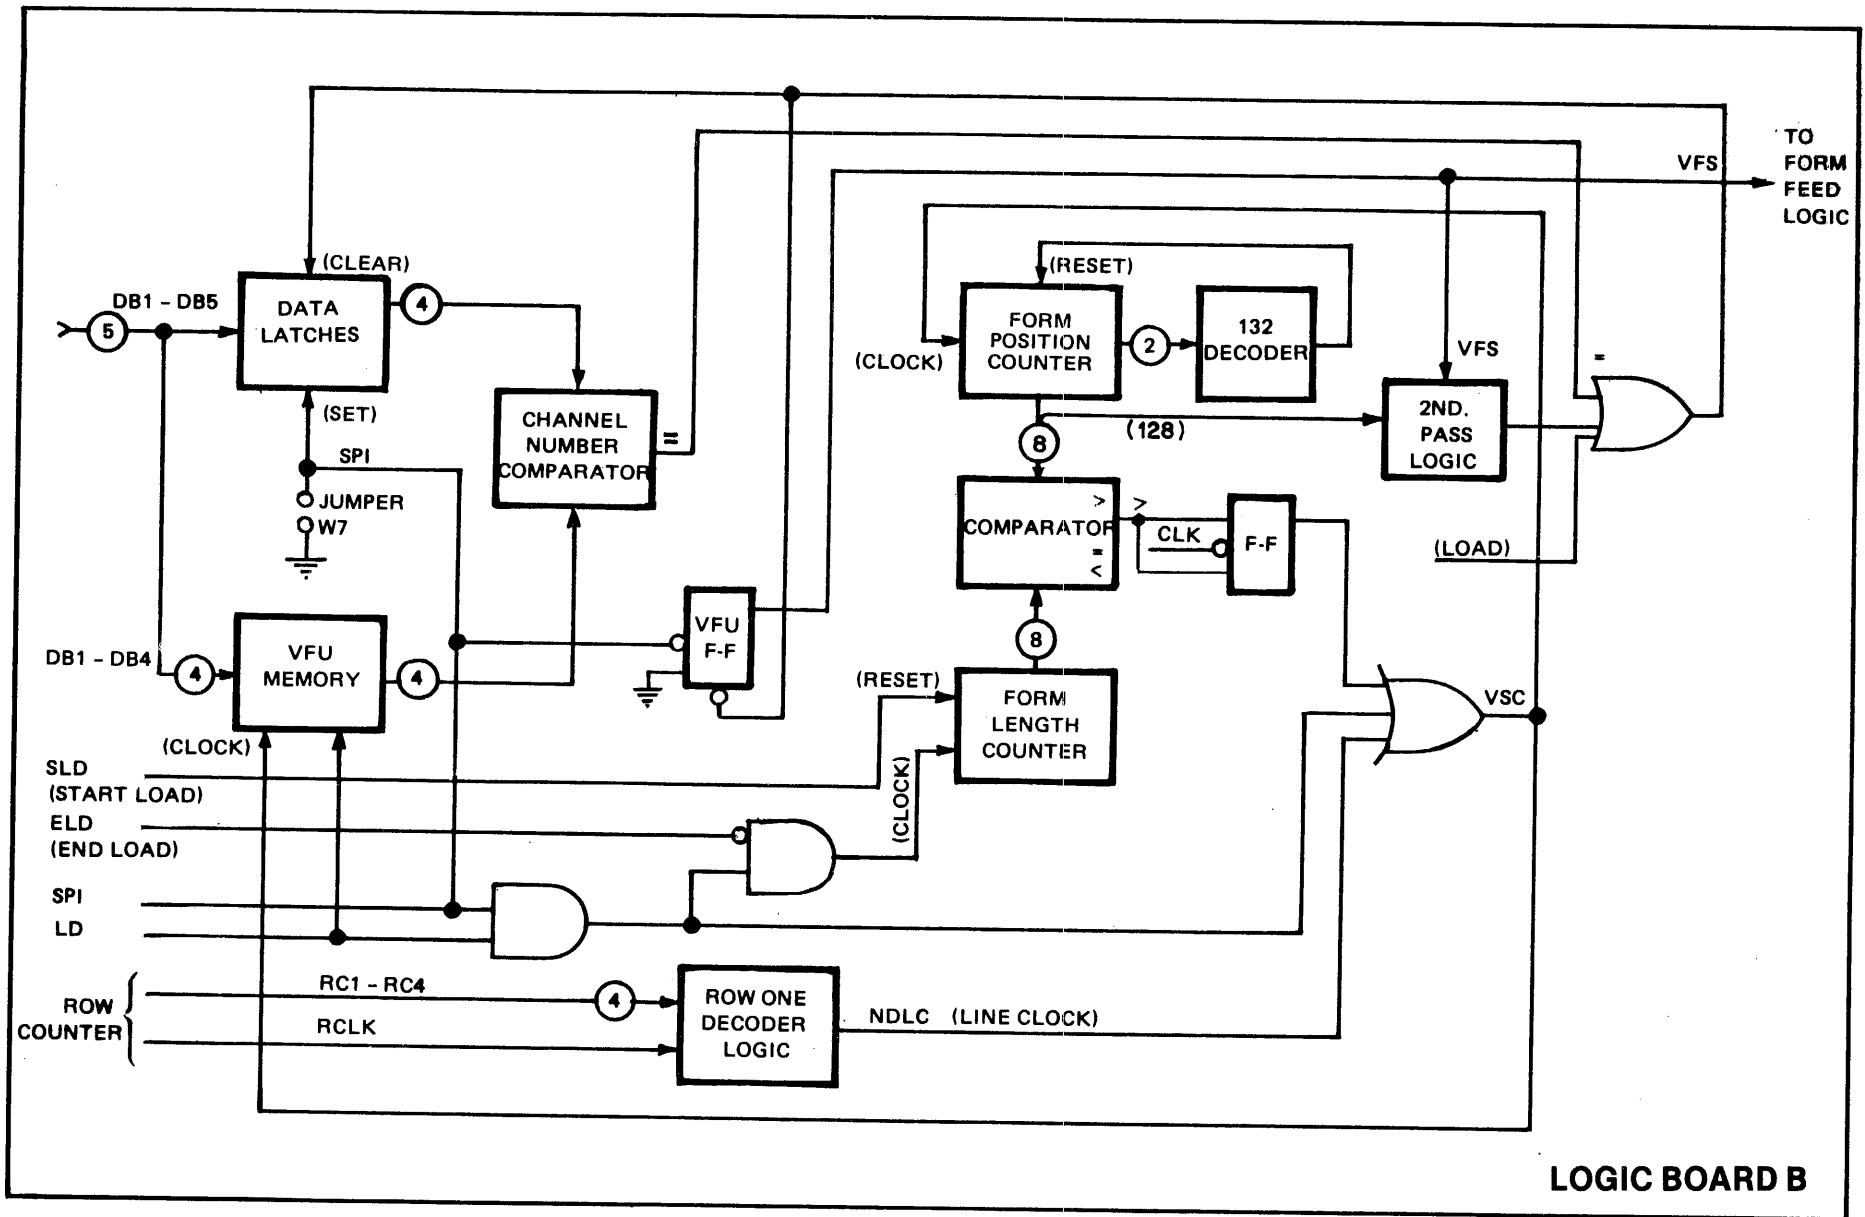 TO
FORM
FEED
LOGIC
VFS
(CLEAR)
DB1 - DB5
5
DATA
LATCHES
4
(SET)
SPI
JUMPER
W7
CHANNEL
NUMBER
COMPARATOR
=
(RESET)
FORM
POSITION
COUNTER
(CLOCK)
2
132
DECODER
VFS
(128)
8
2ND.
PASS
LOGIC
=
COMPARATOR
>
=
<
>
CLK
F-F
(LOAD)
8
DB1 - DB4
4
VFU
MEMORY
4
(CLOCK)
VFU
F-F
(RESET)
FORM
LENGTH
COUNTER
(CLOCK)
VSC
SLD
(START LOAD)
ELD
(END LOAD)
SPI
LD
ROW
COUNTER
RC1 - RC4
4
RCLK
ROW ONE
DECODER
LOGIC
NDLC (LINE CLOCK)
LOGIC BOARD B